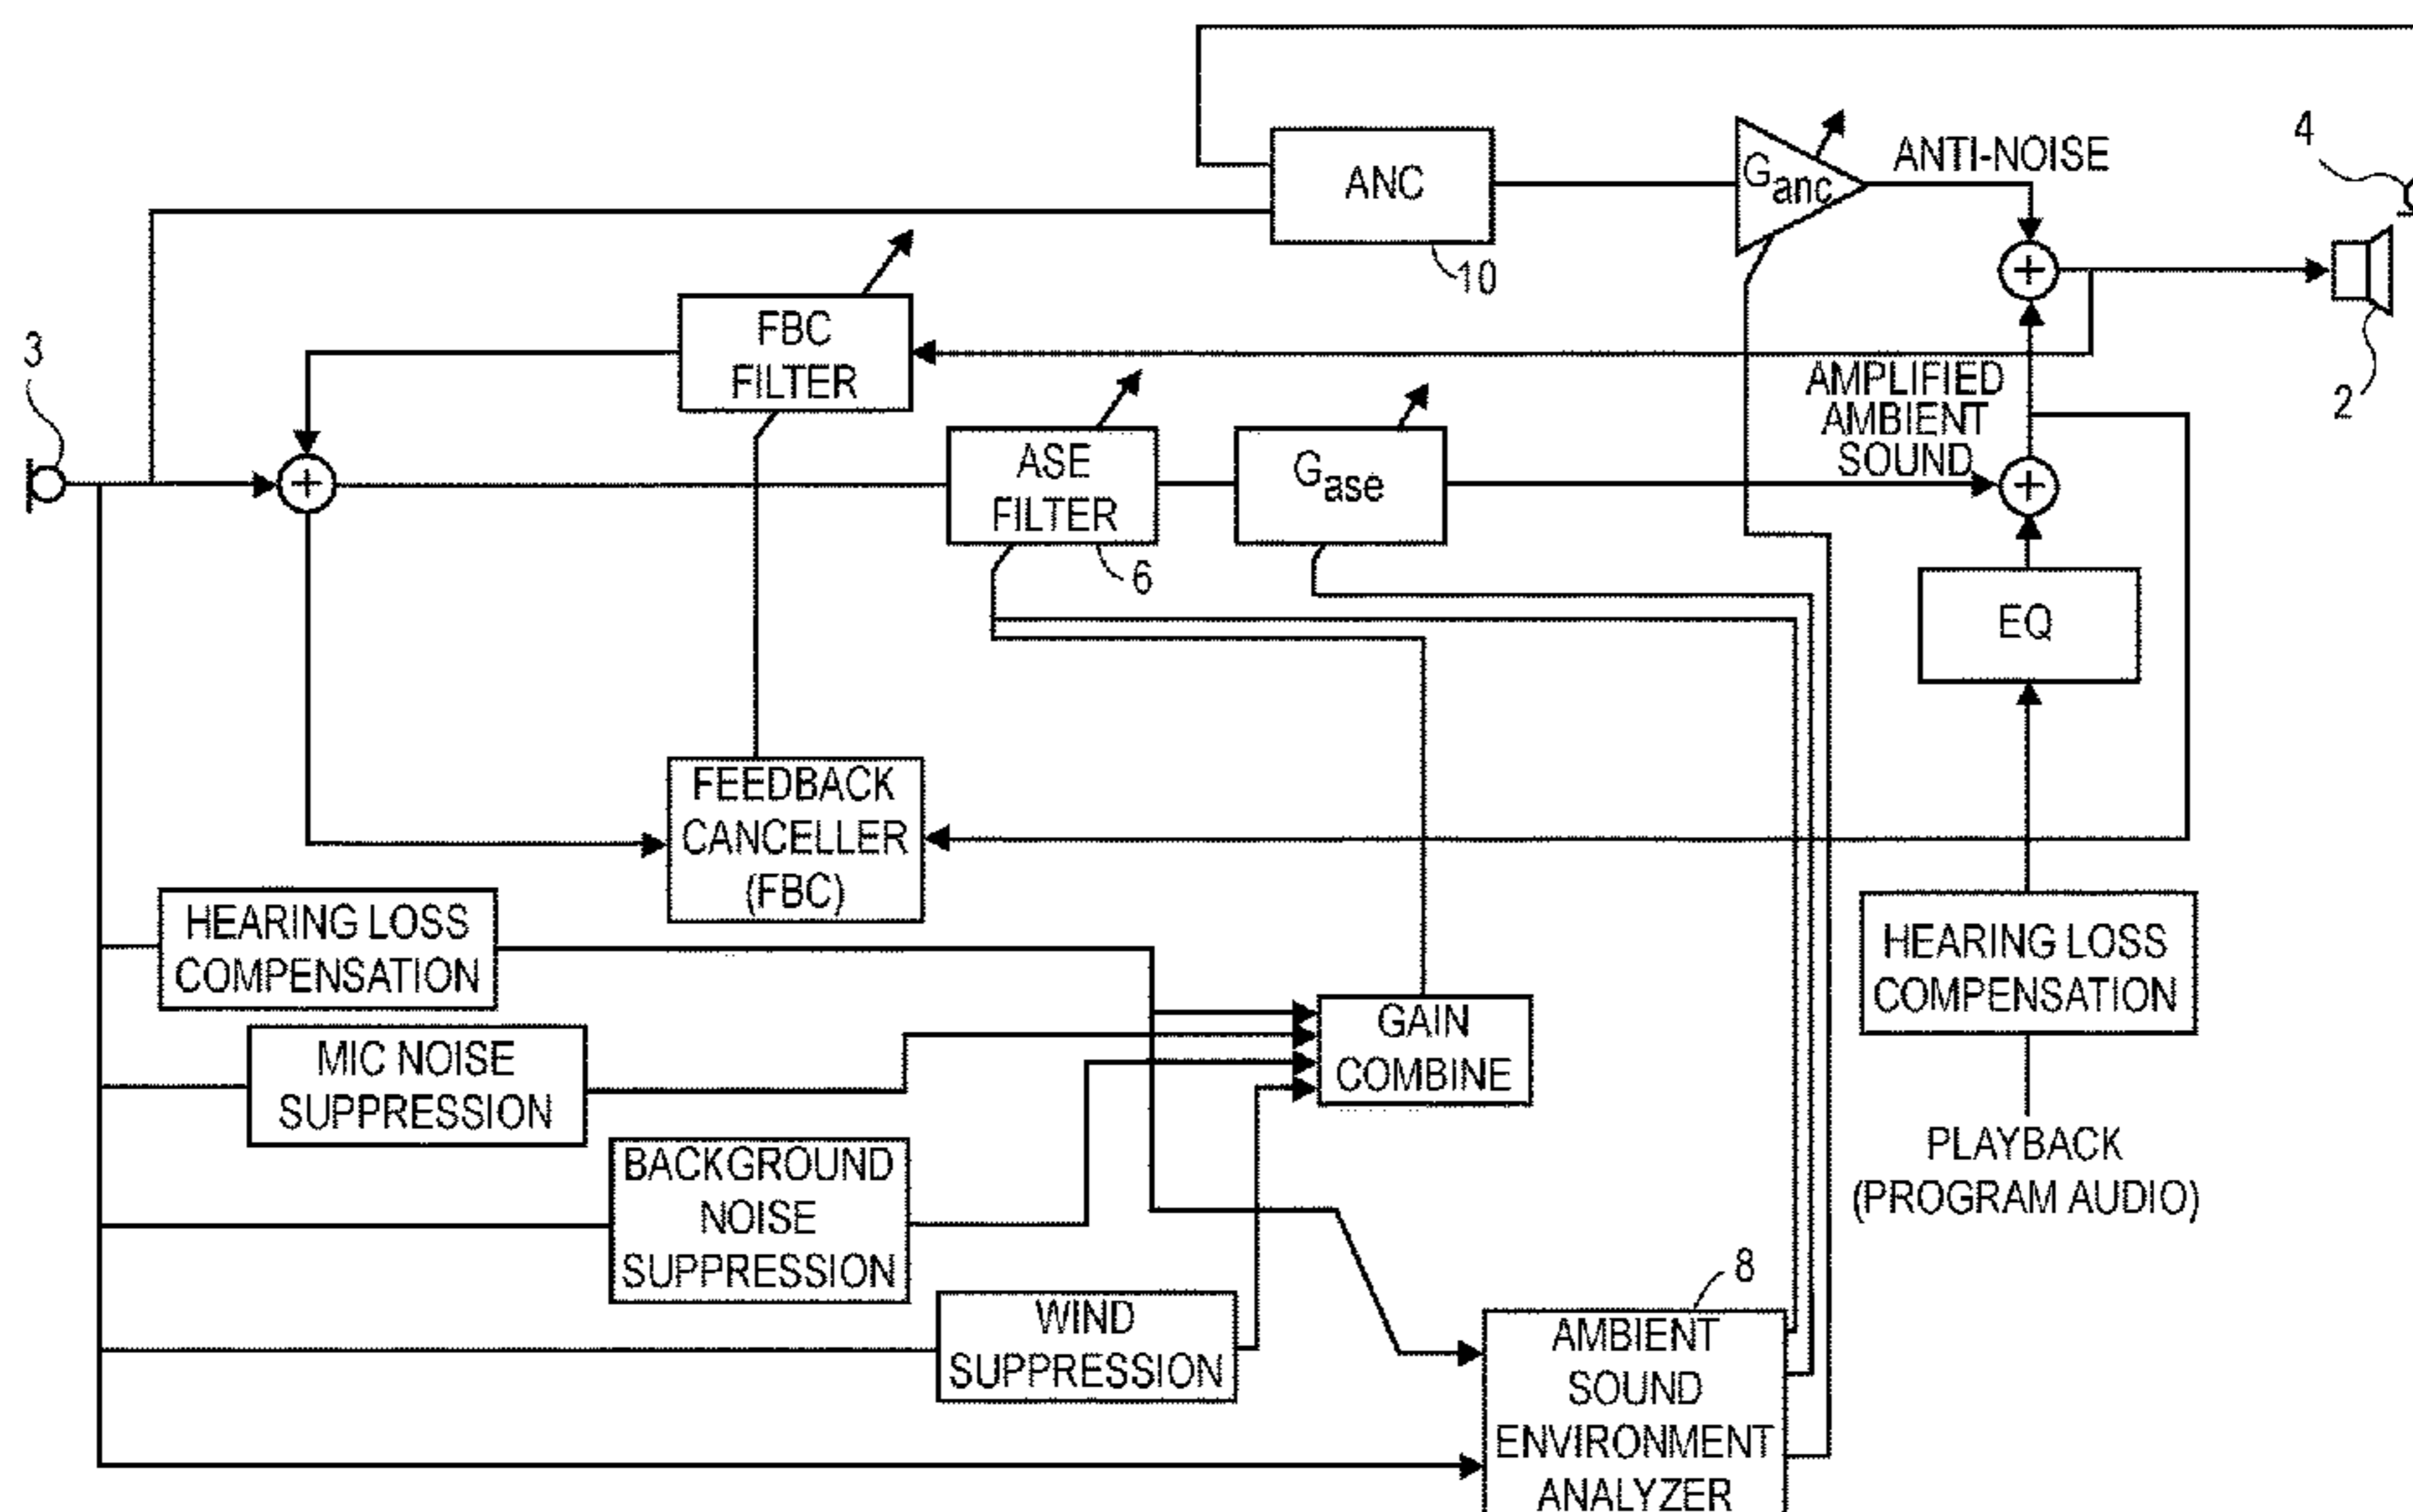 ANC
10
G anc
ANTI-NOISE
4
3
FBC
FILTER
2
AMPLIFIED
AMBIENT
SOUND
ASE
FILTER
6
G ase
EQ
FEEDBACK
CANCELLER
(FBC)
HEARING LOSS
COMPENSATION
HEARING LOSS
COMPENSATION
GAIN
COMBINE
MIC NOISE
SUPPRESSION
PLAYBACK
(PROGRAM AUDIO)
BACKGROUND
NOISE
SUPPRESSION
WIND
SUPPRESSION
8
AMBIENT
SOUND
ENVIRONMENT
ANALYZER